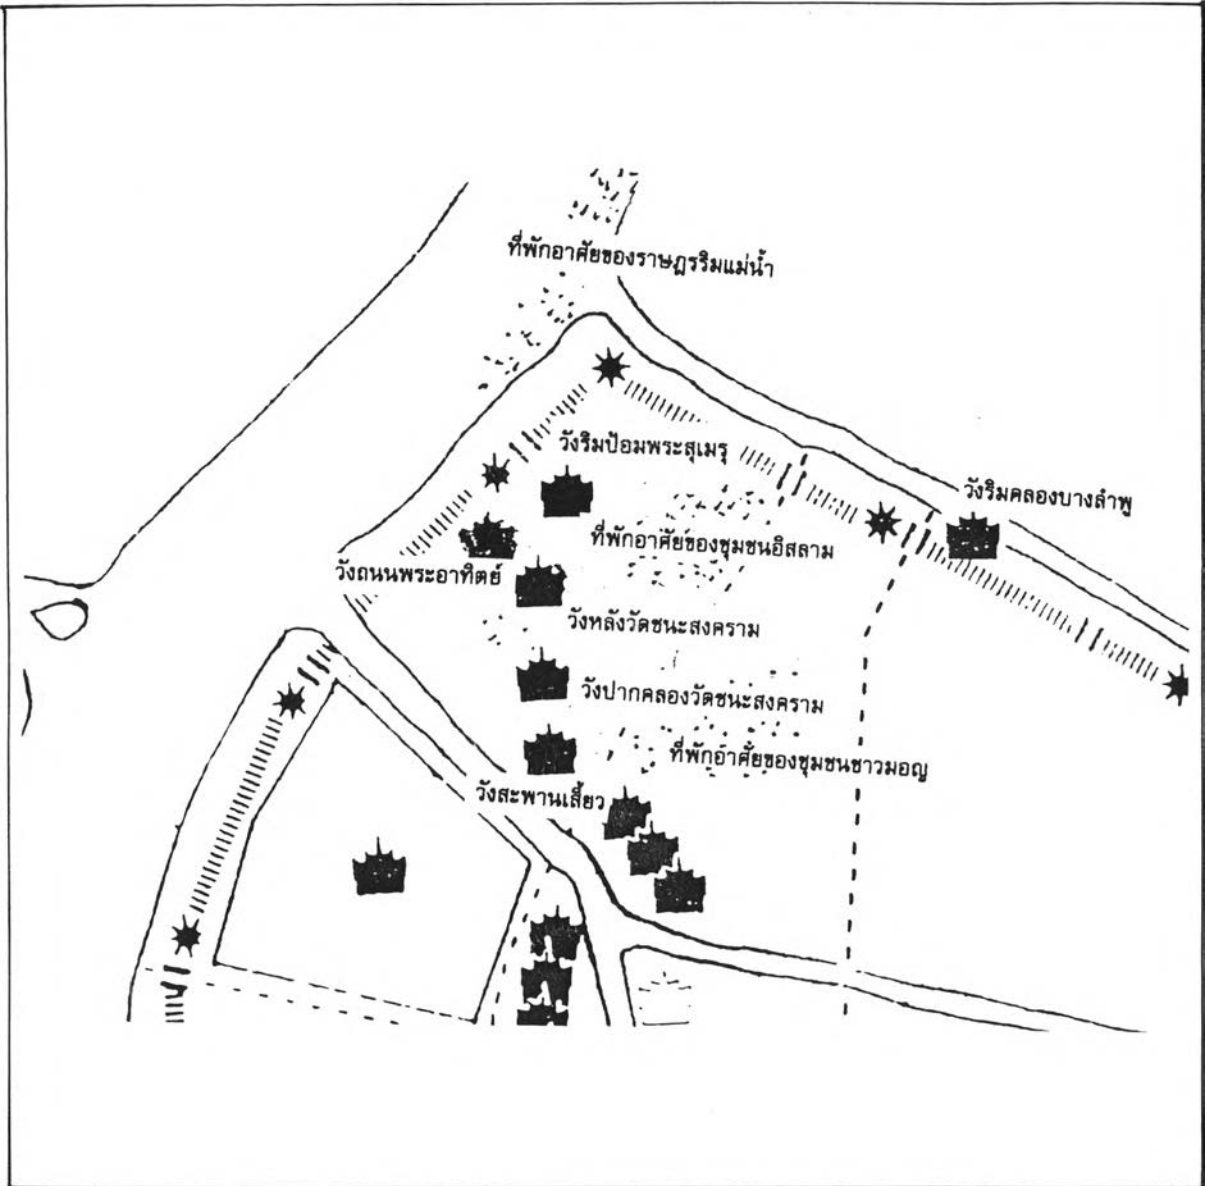 ที่พักอาศัยของราษฎรริมแม่น้ำ
วังริมป้อมพระสุเมรุ
วังริมคลองบางลำพู
ที่พักอาศัยของชุมชนอิสลาม
วังถนนพระอาทิตย์
วังหลังวัดชนะสงคราม
วังปากคลองวัดชนะสงคราม
ที่พักอาศัยของชุมชนชาวมอญ
วังสะพานเสี้ยว